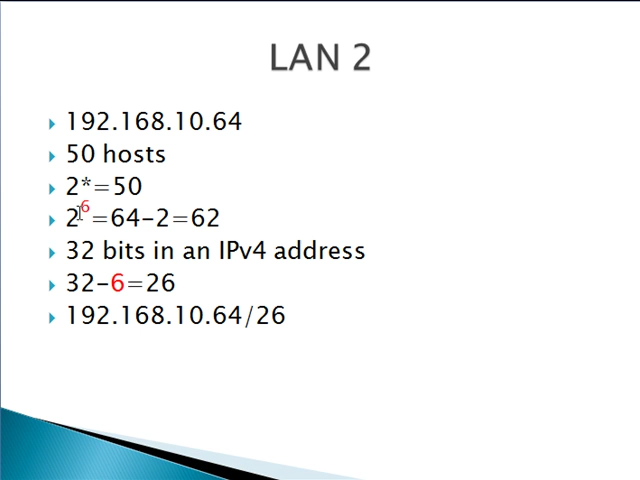 LAN 2
192.168.10.64
50 hosts
2*=50
2⁶=64-2=62
32 bits in an IPv4 address
32-6=26
192.168.10.64/26